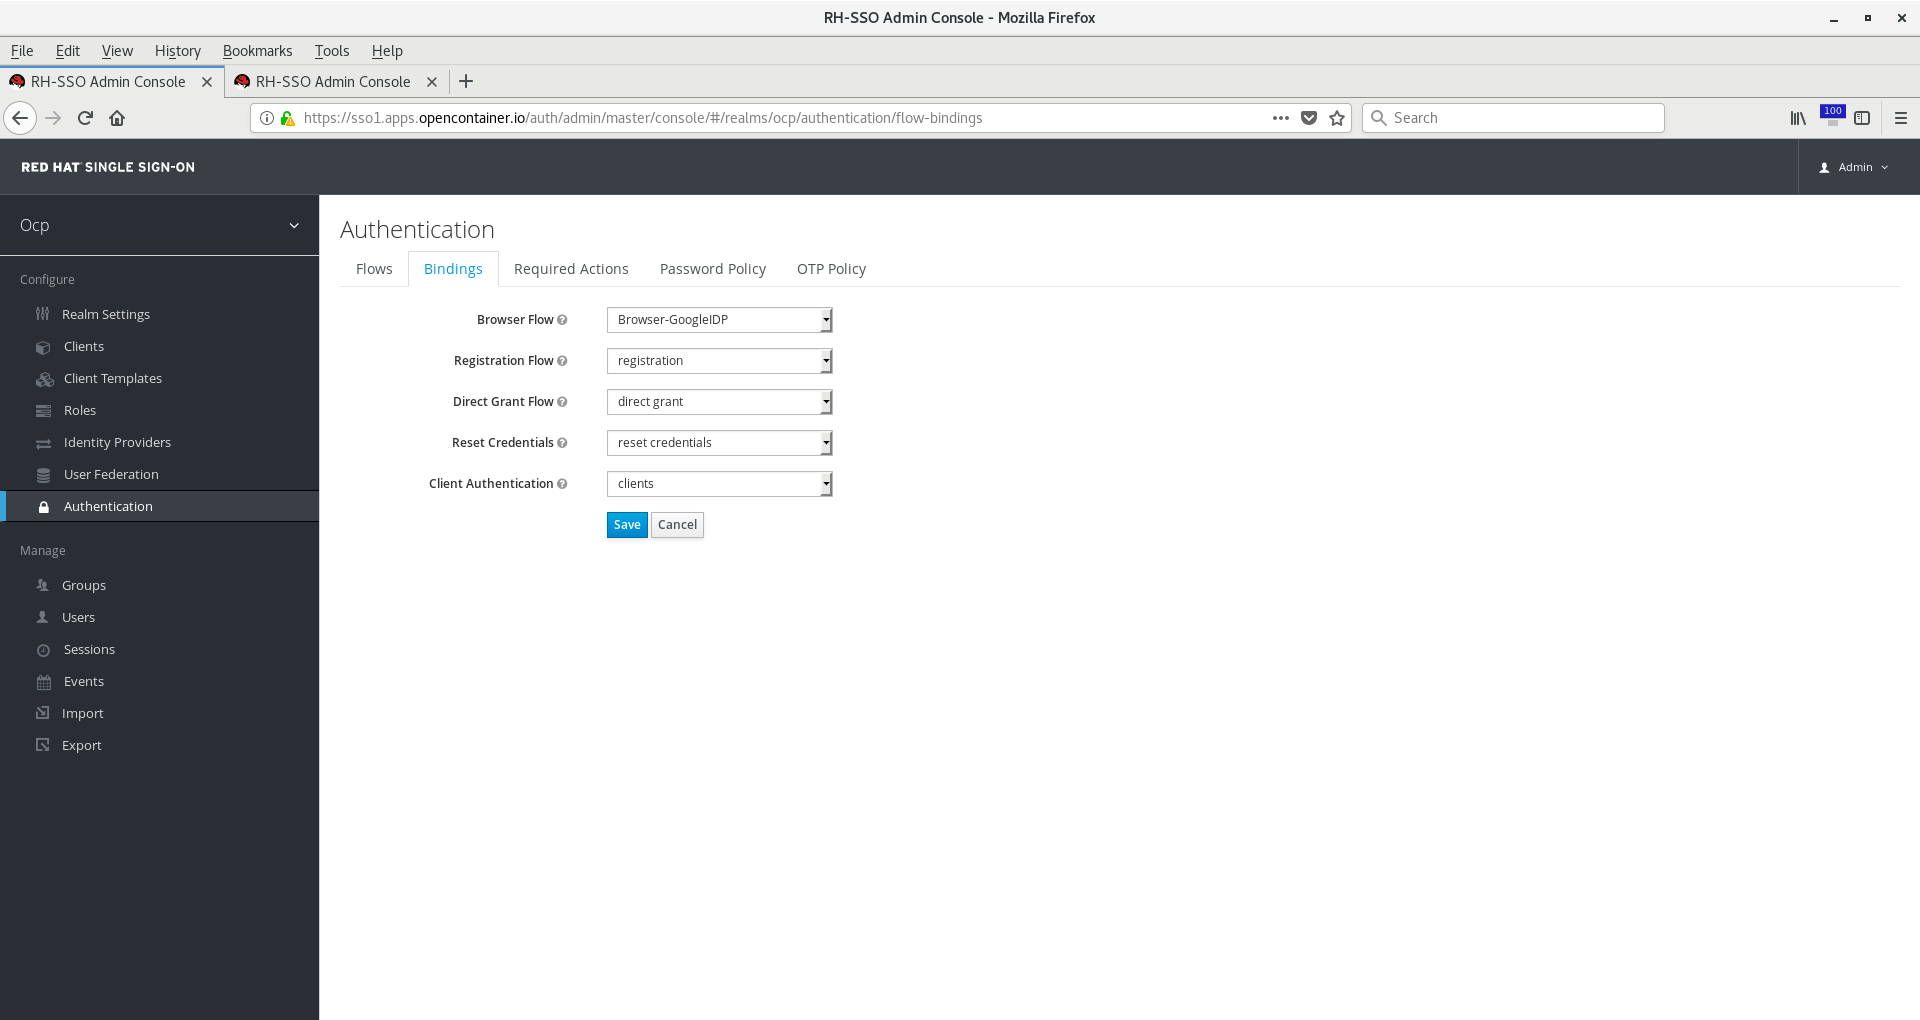 RH-SSO Admin Console - Mozilla Firefox
File Edit View History Bookmarks Tools Help
RH-SSO Admin Console RH-SSO Admin Console
https://sso1.apps.opencontainer.io/auth/admin/master/console/#/realms/ocp/authentication/flow-bindings Search 100
RED HAT SINGLE SIGN-ON Admin
Ocp
Configure
Realm Settings
Clients
Client Templates
Roles
Identity Providers
User Federation
Authentication
Manage
Groups
Users
Sessions
Events
Import
Export
Authentication
Flows Bindings Required Actions Password Policy OTP Policy
Browser Flow Browser-GoogleIDP
Registration Flow registration
Direct Grant Flow direct grant
Reset Credentials reset credentials
Client Authentication clients
Save Cancel